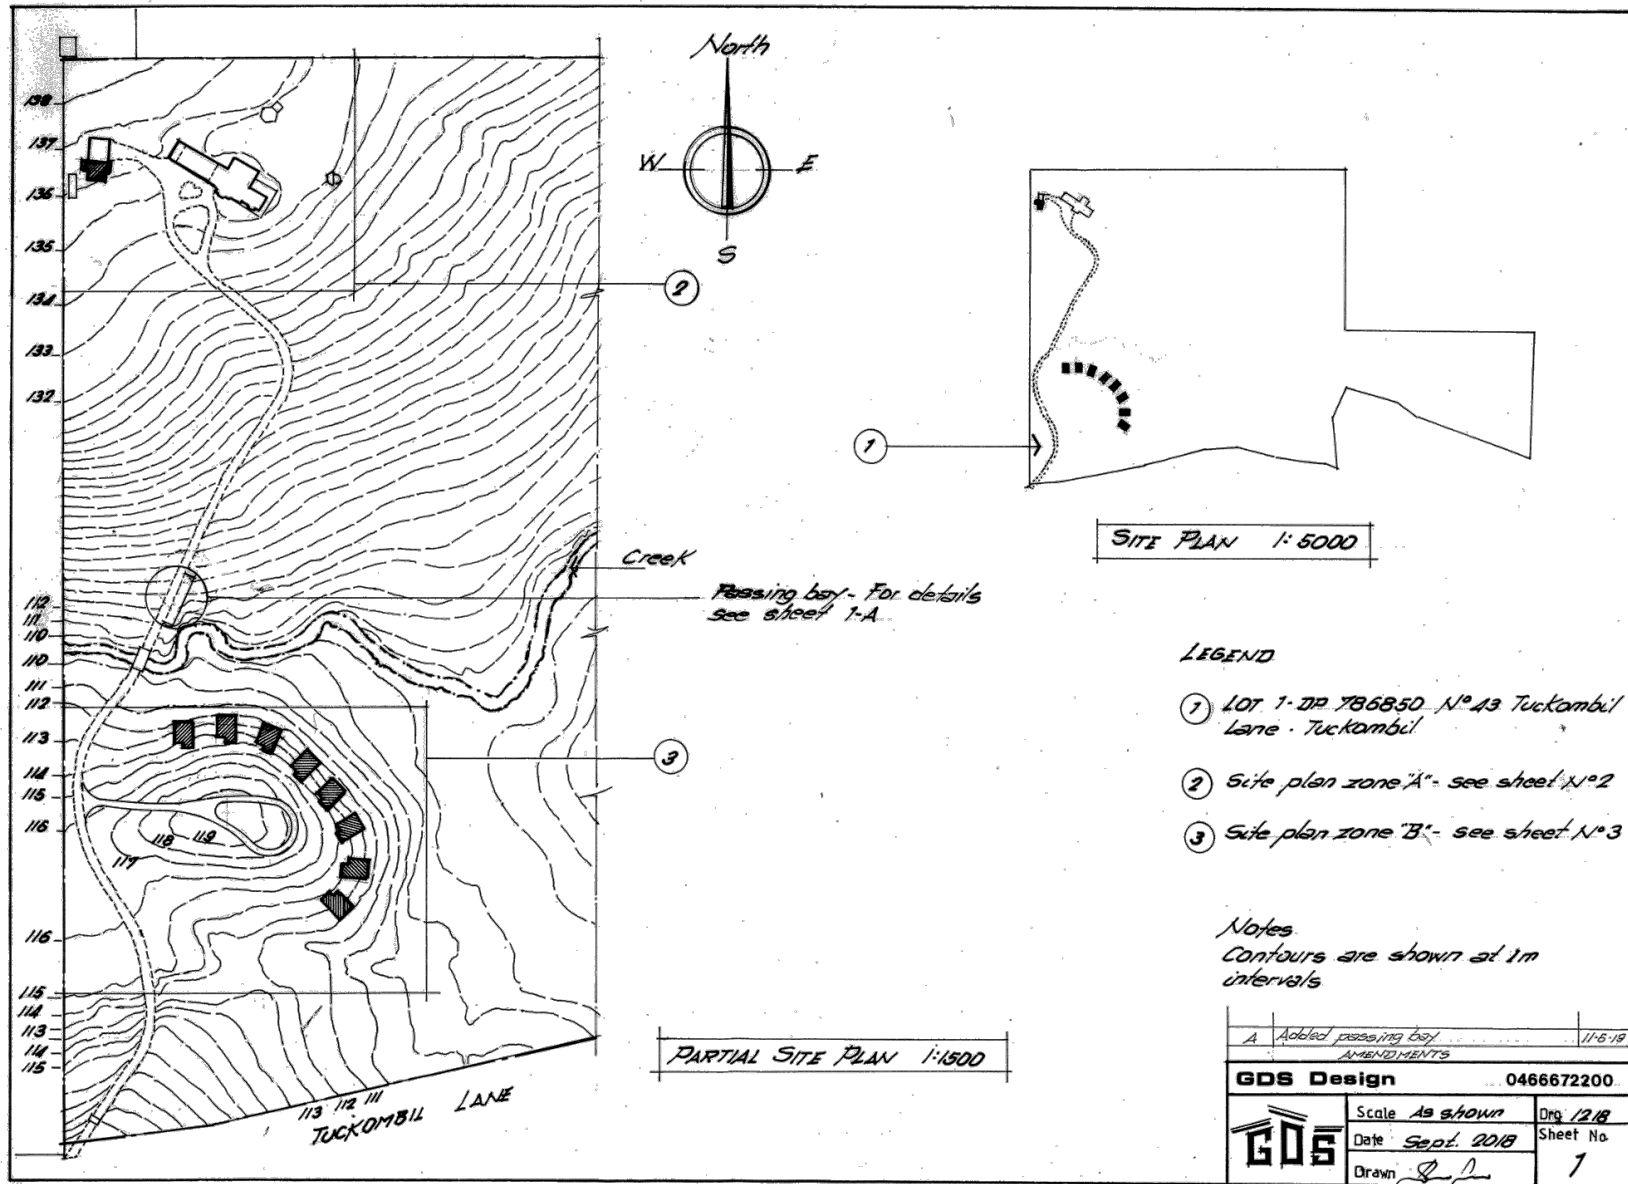 138
137
136
135
134
133
132
112
111
110
110
111
112
113
114
115
116
117
118
119
116
115
114
113
114
115
113 112 111
TUCKOMBIL LANE
North
W
E
S
2
Creek
Passing bay - For details
see sheet 1-A
3
PARTIAL SITE PLAN 1:1500
1
SITE PLAN 1:5000
LEGEND
1 LOT 1-DP 786850 Nº 43 Tuckombil
Lane - Tuckombil
2 Site plan zone "A" - see sheet Nº 2
3 Site plan zone "B" - see sheet Nº 3
Notes
Contours are shown at 1m
intervals
A Added passing bay 11-6-19
AMENDMENTS
GDS Design 0466672200
GDS
Scale As shown
Drg 1218
Date Sept. 2018
Sheet No.
1
Drawn